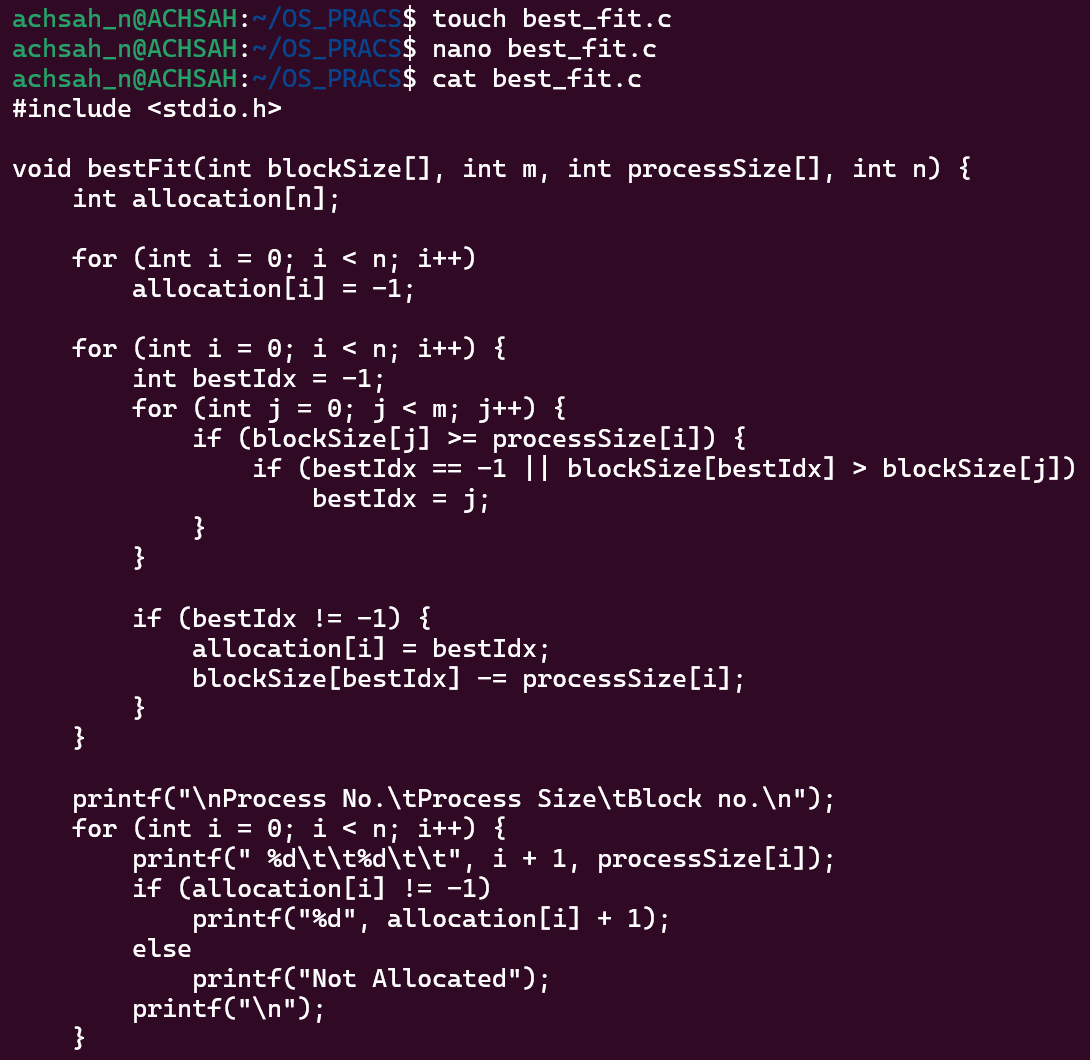 achsah_n@ACHSAH:~/OS_PRACS$ touch best_fit.c
achsah_n@ACHSAH:~/OS_PRACS$ nano best_fit.c
achsah_n@ACHSAH:~/OS_PRACS$ cat best_fit.c
#include <stdio.h>

void bestFit(int blockSize[], int m, int processSize[], int n) {
    int allocation[n];

    for (int i = 0; i < n; i++)
        allocation[i] = -1;

    for (int i = 0; i < n; i++) {
        int bestIdx = -1;
        for (int j = 0; j < m; j++) {
            if (blockSize[j] >= processSize[i]) {
                if (bestIdx == -1 || blockSize[bestIdx] > blockSize[j])
                    bestIdx = j;
            }
        }

        if (bestIdx != -1) {
            allocation[i] = bestIdx;
            blockSize[bestIdx] -= processSize[i];
        }
    }

    printf("\nProcess No.\tProcess Size\tBlock no.\n");
    for (int i = 0; i < n; i++) {
        printf(" %d\t\t%d\t\t", i + 1, processSize[i]);
        if (allocation[i] != -1)
            printf("%d", allocation[i] + 1);
        else
            printf("Not Allocated");
        printf("\n");
    }